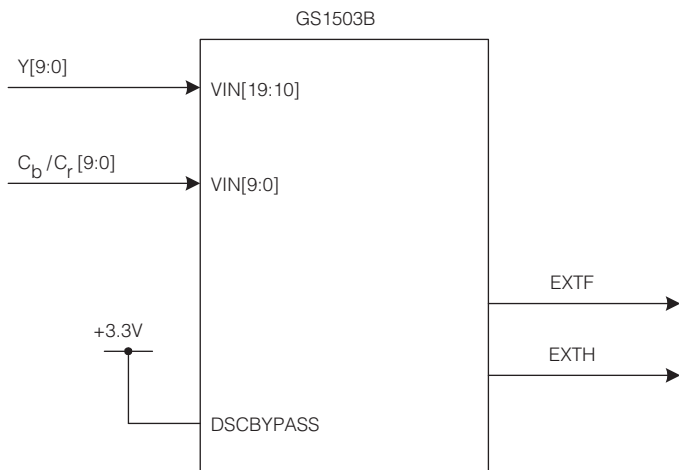 GS1503B
Y[9:0]
VIN[19:10]
Cb/Cr [9:0]
VIN[9:0]
EXTF
+3.3V
EXTH
DSCBYPASS